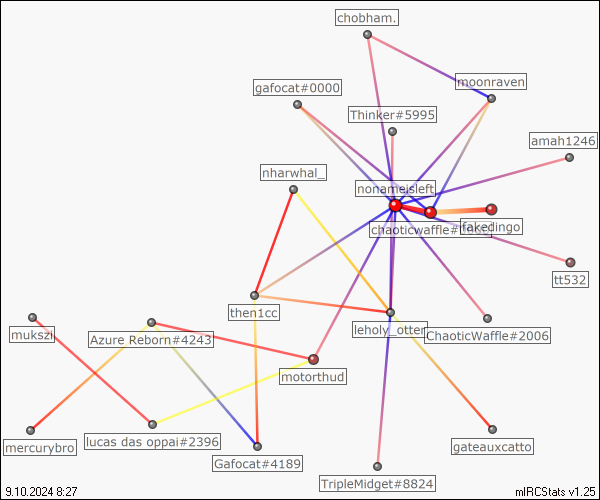 chobham.
moonraven
gafocat#0000
Thinker#5995
amah1246
nharwhal_
nonameisleft
chaoticwaffle#
fakedingo
tt532
then1cc
leholy_otter
ChaoticWaffle#2006
mukszi
Azure Reborn#4243
motorthud
mercurybro
lucas das oppai#2396
gateauxcatto
Gafocat#4189
TripleMidget#8824
9.10.2024 8:27
mIRCStats v1.25